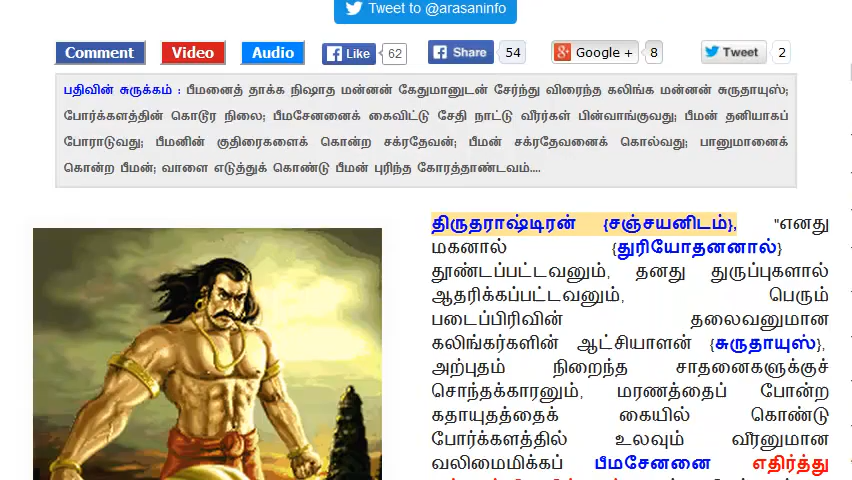 Tweet to @arasaninfo
Comment Video Audio Like 62 Share 54 Google + 8 Tweet 2
பதிவின் சுருக்கம் : பீமனைத் தாக்க நிஷாத மன்னன் கேதுமானுடன் சேர்ந்து விரைந்த கலிங்க மன்னன் சுருதாயுஸ்;
போர்க்களத்தின் கொடூர நிலை; பீமசேனனைக் கைவிட்டு சேதி நாட்டு வீரர்கள் பின்வாங்குவது; பீமன் தனியாகப்
போராடுவது; பீமனின் குதிரைகளைக் கொன்ற சக்ரதேவன்; பீமன் சக்ரதேவனைக் கொல்வது; பானுமானைக்
கொன்ற பீமன்; வாளை எடுத்துக் கொண்டு பீமன் புரிந்த கோரத்தாண்டவம்....
திருதராஷ்டிரன் {சஞ்சயனிடம்}, "எனது
மகனால் {துரியோதனனால்}
தூண்டப்பட்டவனும், தனது துருப்புகளால்
ஆதரிக்கப்பட்டவனும், பெரும்
படைப்பிரிவின் தலைவனுமான
கலிங்கர்களின் ஆட்சியாளன் {சுருதாயுஸ்},
அற்புதம் நிறைந்த சாதனைகளுக்குச்
சொந்தக்காரனும், மரணத்தைப் போன்ற
கதாயுதத்தைக் கையில் கொண்டு
போர்க்களத்தில் உலவும் வீரனுமான
வலிமைமிக்கப் பீமசேனனை எதிர்த்து